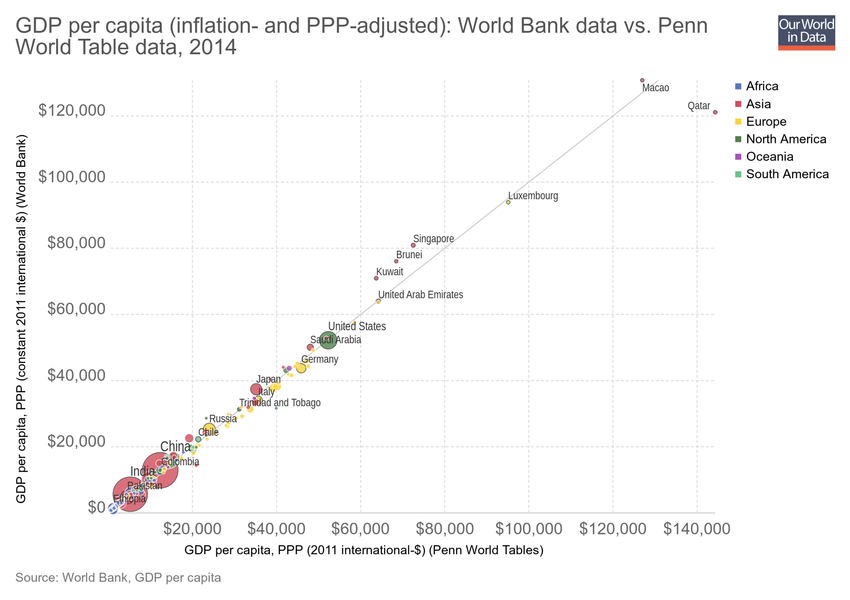 GDP per capita (inflation- and PPP-adjusted): World Bank data vs. Penn
World Table data, 2014
Our World
in Data
GDP per capita, PPP (constant 2011 international $) (World Bank)
$120,000
$100,000
$80,000
$60,000
$40,000
$20,000
$0
Macao
Qatar
Luxembourg
Singapore
Brunei
Kuwait
United Arab Emirates
United States
Saudi Arabia
Germany
Japan
Italy
Trinidad and Tobago
Russia
Chile
China
Colombia
India
Pakistan
Ethiopia
Africa
Asia
Europe
North America
Oceania
South America
$20,000
$40,000
$60,000
$80,000
$100,000
$120,000
$140,000
GDP per capita, PPP (2011 international-$) (Penn World Tables)
Source: World Bank, GDP per capita